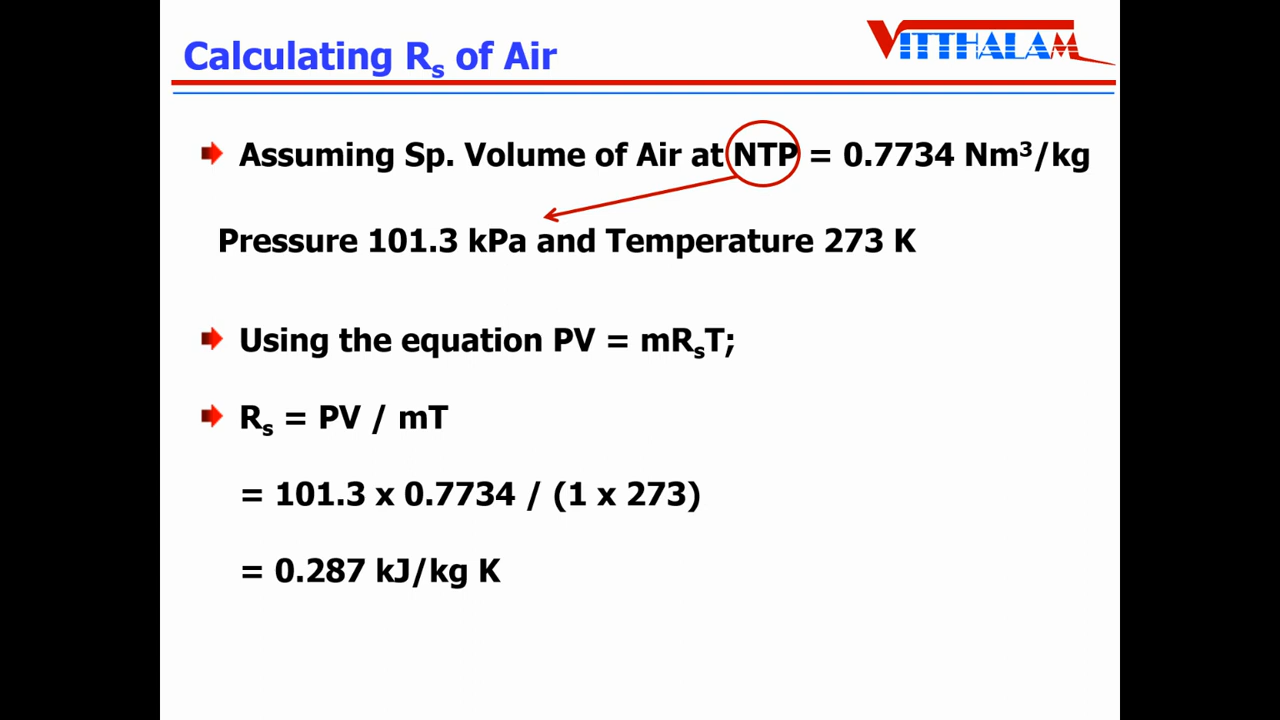 Calculating Rs of Air
VITTHALAM
Assuming Sp. Volume of Air at NTP = 0.7734 Nm³/kg
Pressure 101.3 kPa and Temperature 273 K
Using the equation PV = mRsT;
Rs = PV / mT
= 101.3 x 0.7734 / (1 x 273)
= 0.287 kJ/kg K